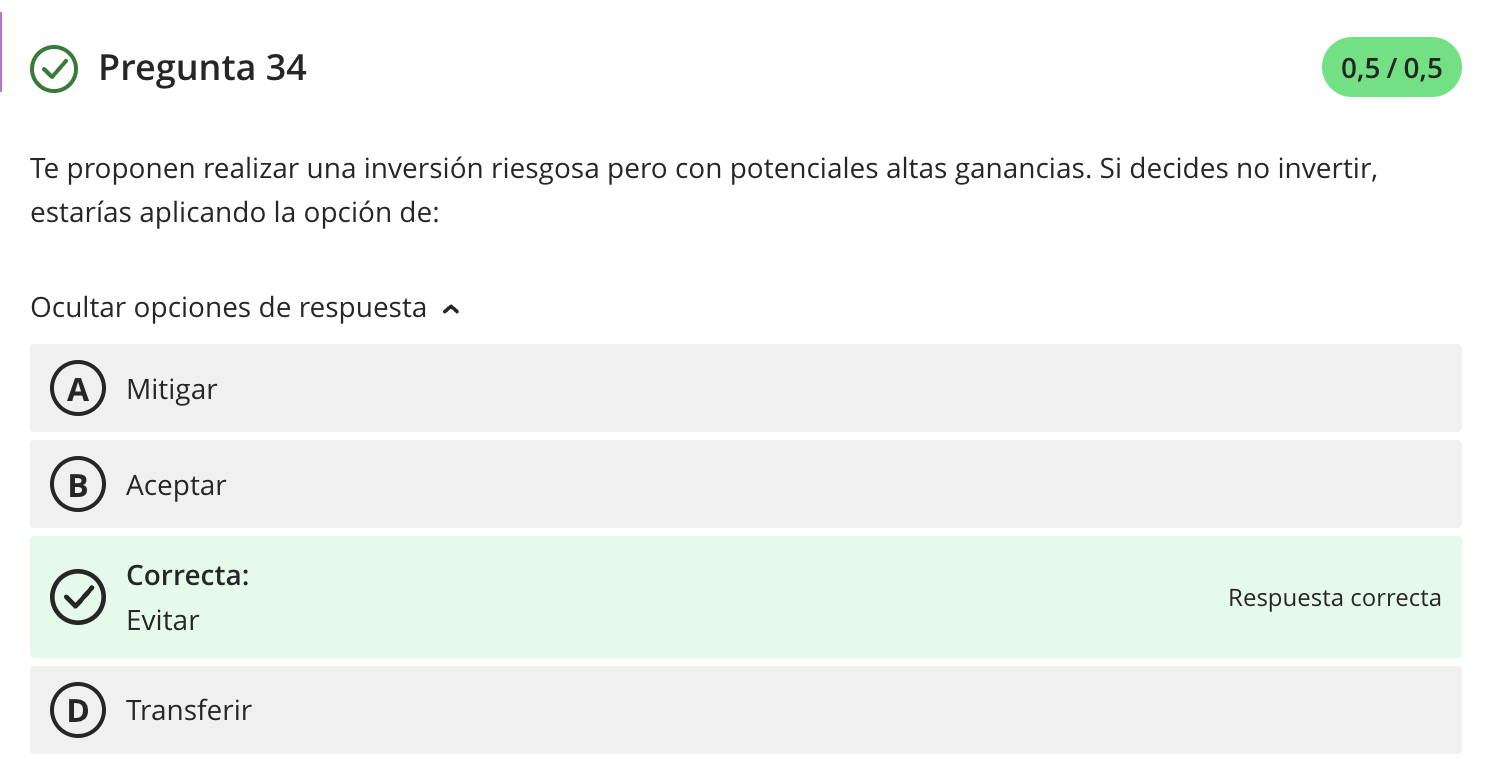 Pregunta 34
0,5 / 0,5
Te proponen realizar una inversión riesgosa pero con potenciales altas ganancias. Si decides no invertir,
estarías aplicando la opción de:
Ocultar opciones de respuesta
A Mitigar
B Aceptar
Correcta:
Evitar
Respuesta correcta
D Transferir